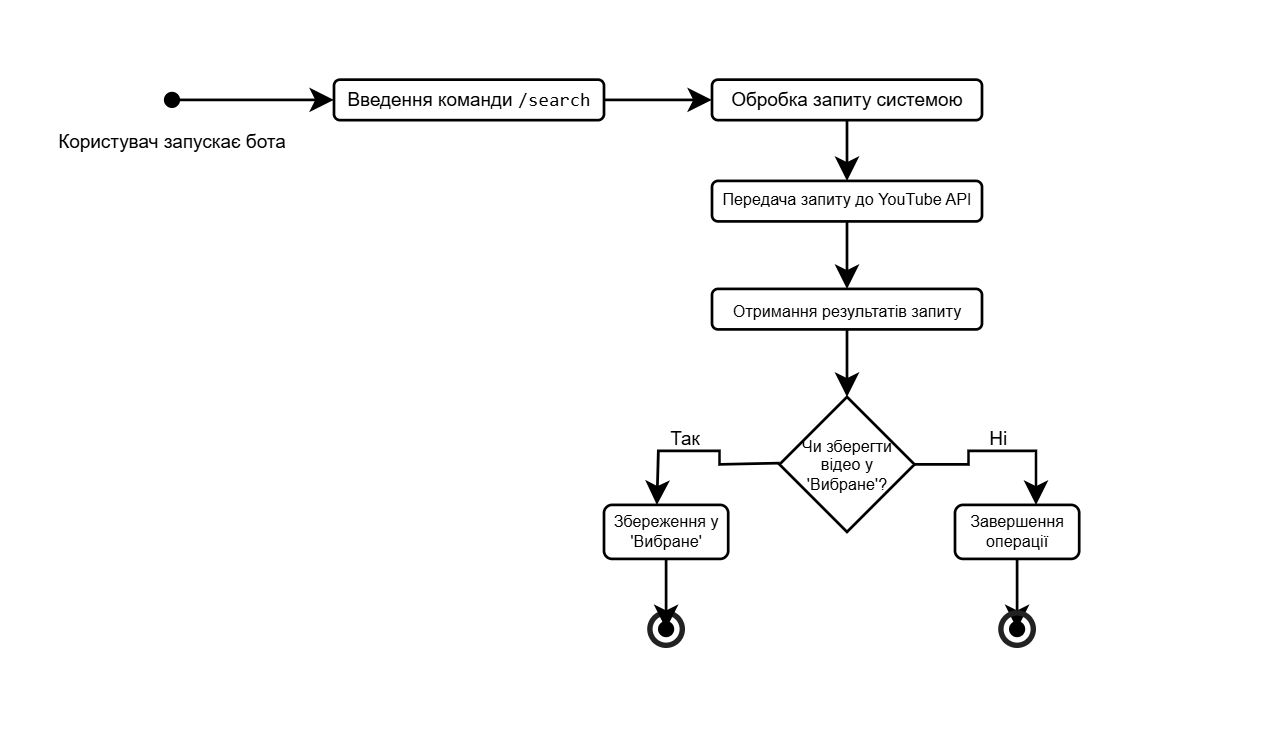 Введення команди /search
Обробка запиту системою
Користувач запускає бота
Передача запиту до YouTube API
Отримання результатів запиту
Так
Чи зберегти
відео у
'Вибране'?
Ні
Збереження у
'Вибране'
Завершення
операції